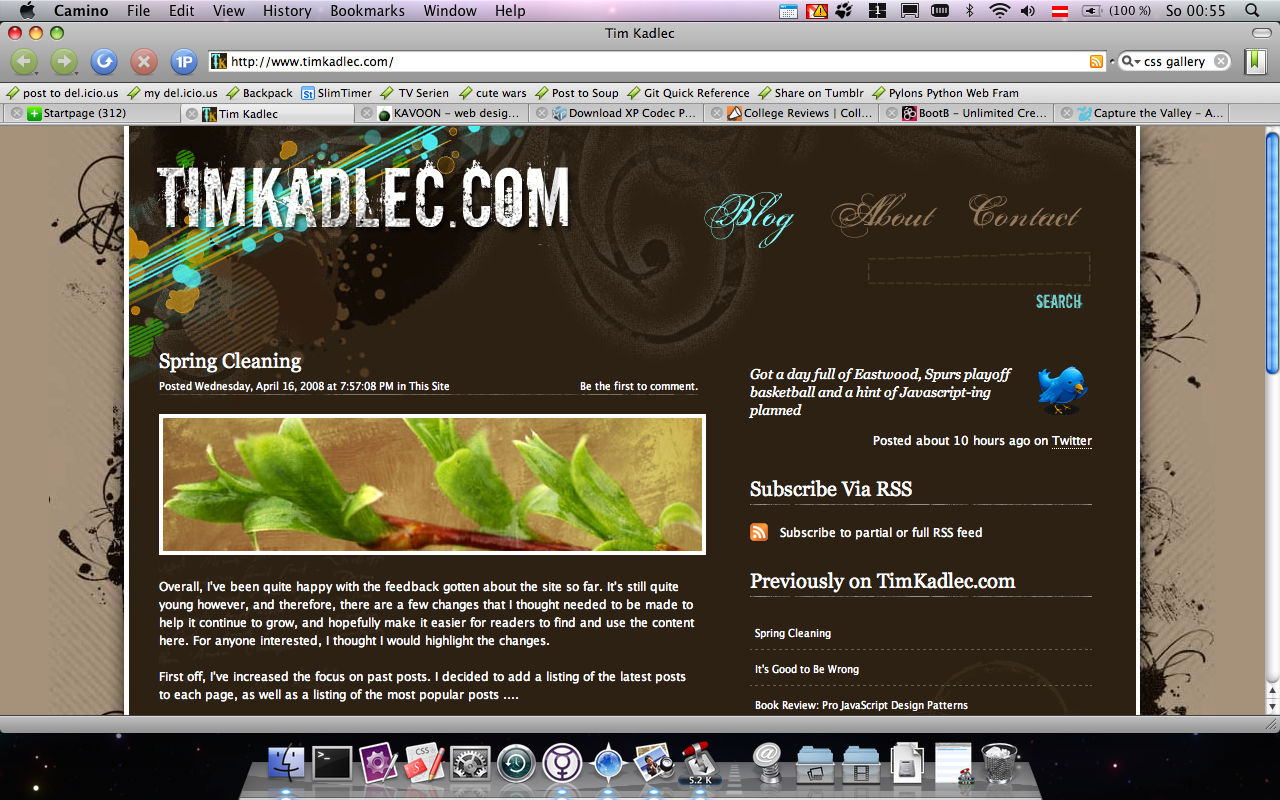 Camino File Edit View History Bookmarks Window Help 1 (100 %) So 00:55
Tim Kadlec
1P http://www.timkadlec.com/ css gallery
post to del.icio.us my del.icio.us Backpack St SlimTimer TV Serien cute wars Post to Soup Git Quick Reference Share on Tumblr Pylons Python Web Fram
Startpage (312) Tim Kadlec KAVOON – web desig... Download XP Codec P... College Reviews | Coll... BootB – Unlimited Cre... Capture the Valley – A...
TIMKADLEC.COM
Blog About Contact
SEARCH
Spring Cleaning
Posted Wednesday, April 16, 2008 at 7:57:08 PM in This Site Be the first to comment.
Got a day full of Eastwood, Spurs playoff
basketball and a hint of Javascript-ing
planned
Posted about 10 hours ago on Twitter
Subscribe Via RSS
Subscribe to partial or full RSS feed
Previously on TimKadlec.com
Spring Cleaning
It's Good to Be Wrong
Book Review: Pro JavaScript Design Patterns
Overall, I've been quite happy with the feedback gotten about the site so far. It's still quite
young however, and therefore, there are a few changes that I thought needed to be made to
help it continue to grow, and hopefully make it easier for readers to find and use the content
here. For anyone interested, I thought I would highlight the changes.
First off, I've increased the focus on past posts. I decided to add a listing of the latest posts
to each page, as well as a listing of the most popular posts ....
CSS
5.2 K